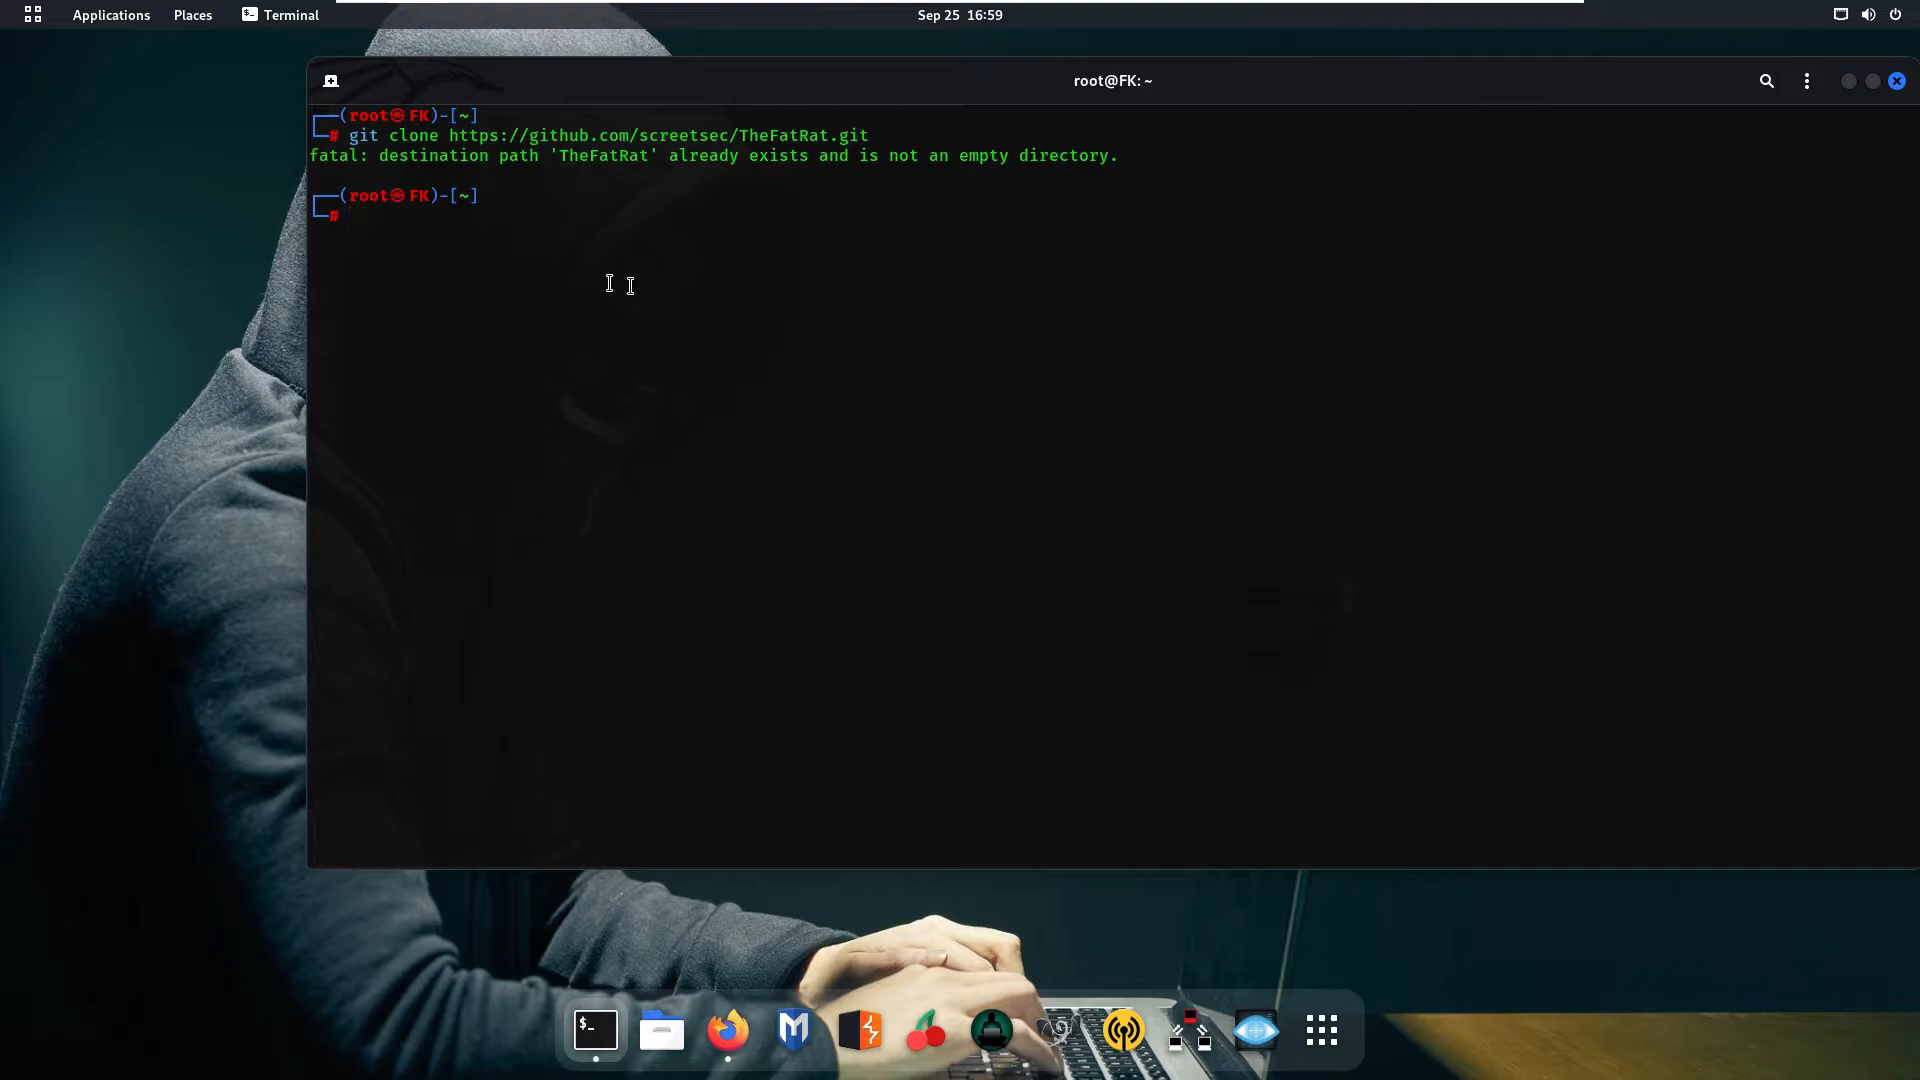 Applications Places Terminal Sep 25 16:59
root@FK: ~
┌──(root㉿FK)-[~]
└─# git clone https://github.com/screetsec/TheFatRat.git
fatal: destination path 'TheFatRat' already exists and is not an empty directory.
┌──(root㉿FK)-[~]
└─#
$-